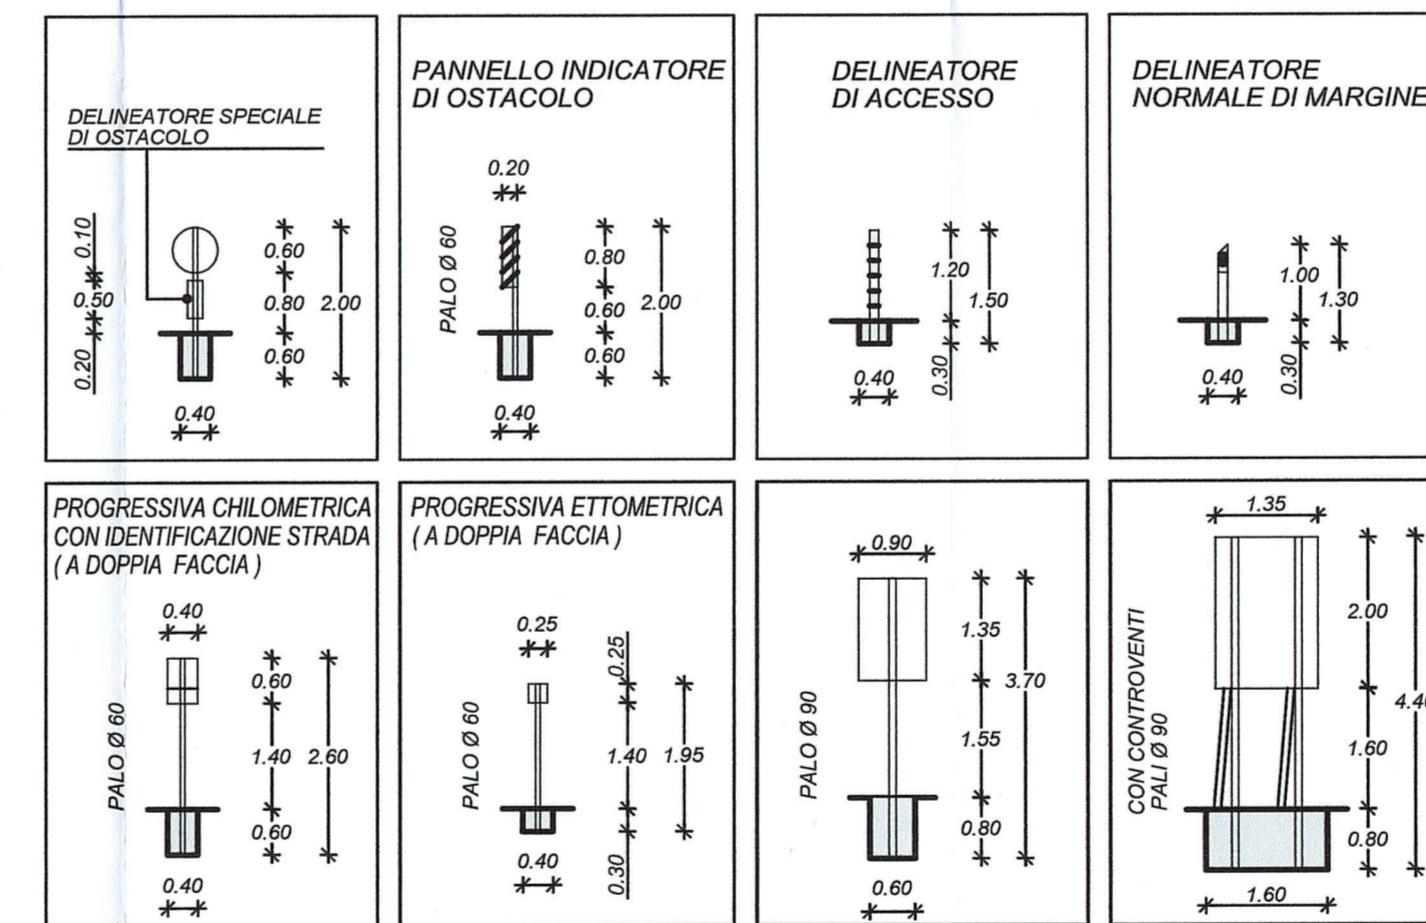 DELINEATORE SPECIALE
DI OSTACOLO
0.10
0.50
0.20
0.60
0.80
2.00
0.60
0.40
PANNELLO INDICATORE
DI OSTACOLO
0.20
PALO Ø 60
0.80
0.60
2.00
0.60
0.40
DELINEATORE
DI ACCESSO
1.20
1.50
0.40
0.30
DELINEATORE
NORMALE DI MARGINE
1.00
1.30
0.40
0.30
PROGRESSIVA CHILOMETRICA
CON IDENTIFICAZIONE STRADA
( A DOPPIA FACCIA )
0.40
0.60
PALO Ø 60
1.40
2.60
0.60
0.40
PROGRESSIVA ETTOMETRICA
( A DOPPIA FACCIA )
0.25
0.25
PALO Ø 60
1.40
1.95
0.40
0.30
0.90
1.35
3.70
PALO Ø 90
1.55
0.80
0.60
1.35
2.00
CON CONTROVENTI
PALI Ø 90
4.40
1.60
0.80
1.60